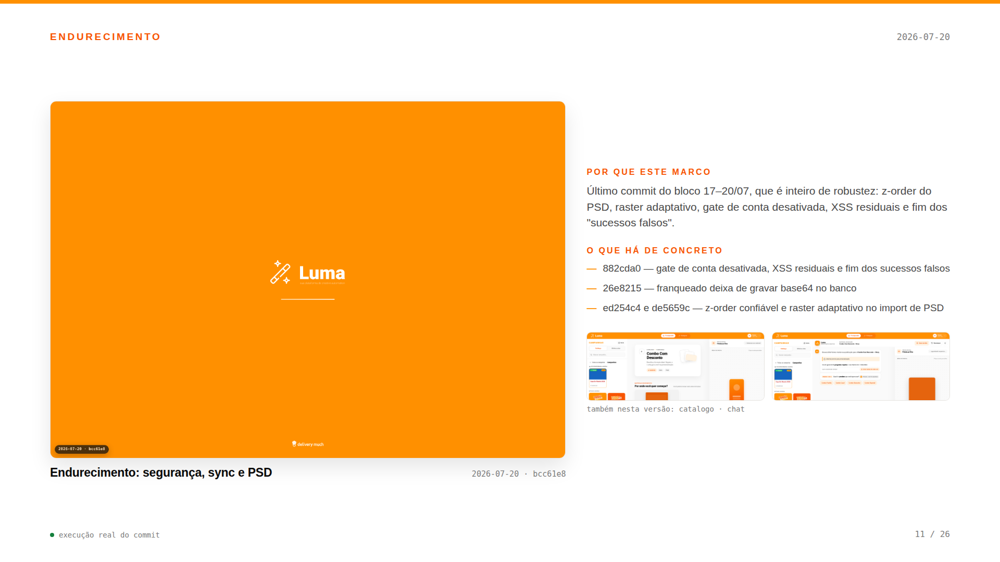 ENDURECIMENTO
2026-07-20
Luma
delivery much
2026-07-20 · bcc61e8
Endurecimento: segurança, sync e PSD
2026-07-20 · bcc61e8
POR QUE ESTE MARCO
Último commit do bloco 17–20/07, que é inteiro de robustez: z-order do
PSD, raster adaptativo, gate de conta desativada, XSS residuais e fim dos
"sucessos falsos".
O QUE HÁ DE CONCRETO
— 882cda0 — gate de conta desativada, XSS residuais e fim dos sucessos falsos
— 26e8215 — franqueado deixa de gravar base64 no banco
— ed254c4 e de5659c — z-order confiável e raster adaptativo no import de PSD
Luma
Combo Com
Desconto
Por onde você quer começar?
Luma
Luma
também nesta versão: catalogo · chat
execução real do commit
11 / 26